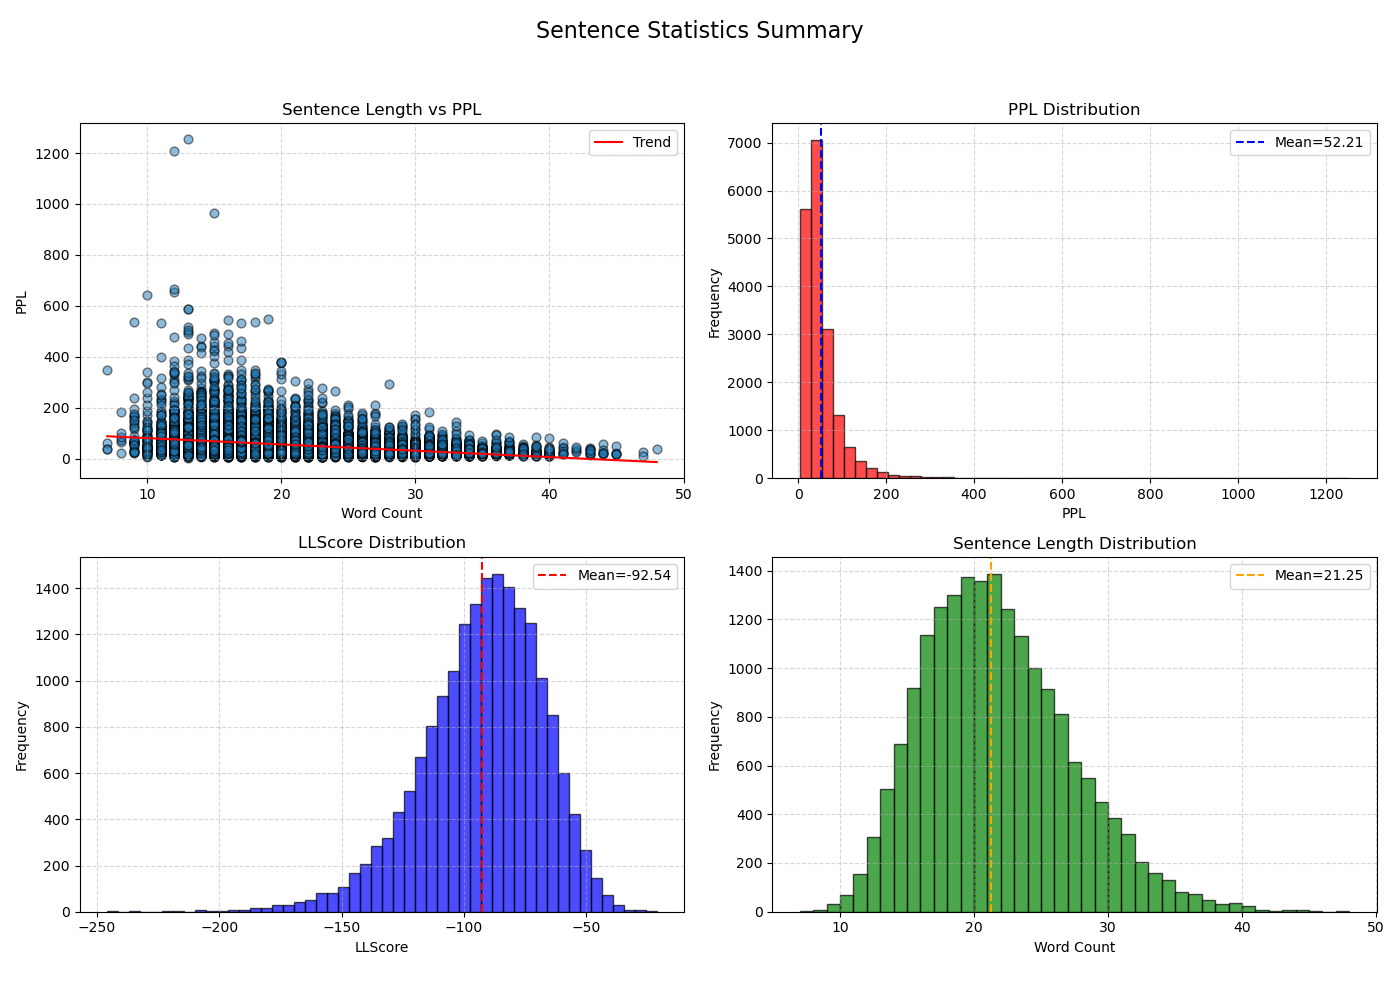 Sentence Statistics Summary
Sentence Length vs PPL
Trend
PPL
1200
1000
800
600
400
200
0
10 20 30 40 50
Word Count
PPL Distribution
Mean=52.21
Frequency
7000
6000
5000
4000
3000
2000
1000
0
0 200 400 600 800 1000 1200
PPL
LLScore Distribution
Mean=-92.54
Frequency
1400
1200
1000
800
600
400
200
0
−250 −200 −150 −100 −50
LLScore
Sentence Length Distribution
Mean=21.25
Frequency
1400
1200
1000
800
600
400
200
0
10 20 30 40 50
Word Count